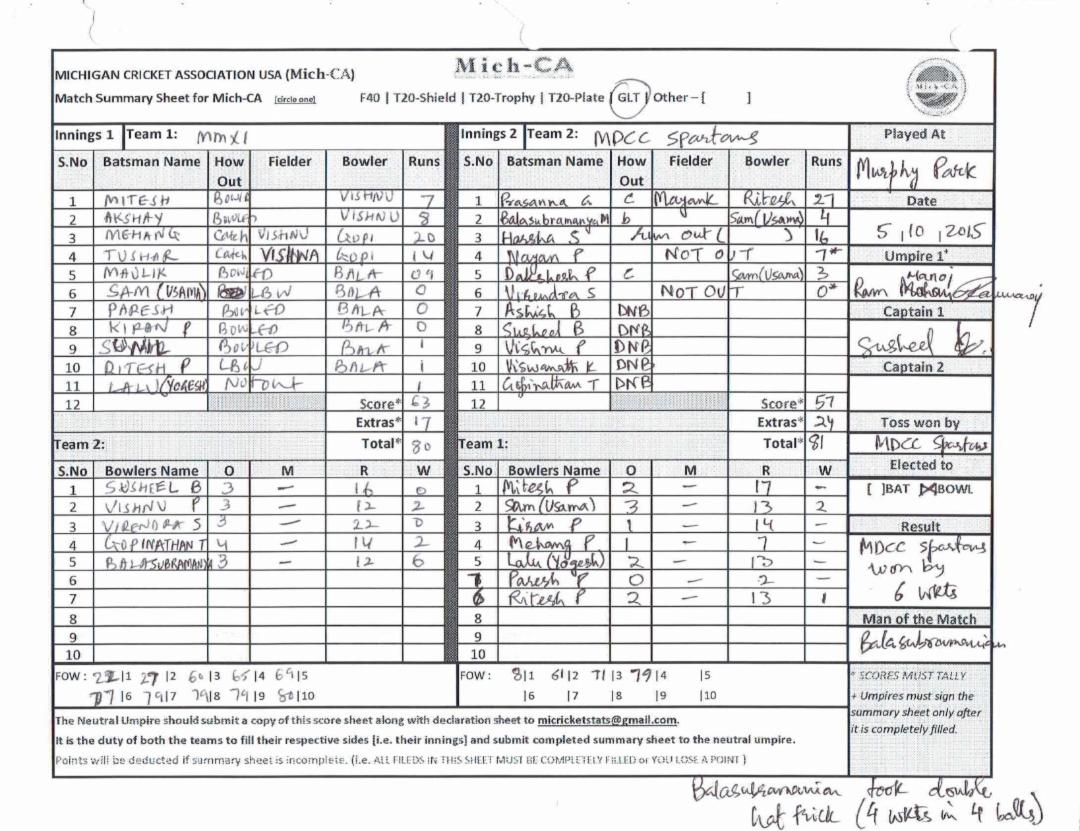 Mich-CA
MICHIGAN CRICKET ASSOCIATION USA (Mich-CA)
Match Summary Sheet for Mich-CA (circle one) F40 | T20-Shield | T20-Trophy | T20-Plate | GLT | Other – [ ]
Innings 1 Team 1: MMXI
S.No Batsman Name How Out Fielder Bowler Runs
1 MITESH Bowld VISHNU 7
2 AKSHAY Bowled VISHNU 8
3 MEHANG Catch VISHNU GOPI 20
4 TUSHAR Catch VISHNA GOPI 14
5 MAULIK BOWLED BALA 09
6 SAM (USAMA) LBW BALA 0
7 PARESH BOWLED BALA 0
8 KIRAN P BOWLED BALA 0
9 BOWLED BALA 1
10 RITESH P LBW BALA 1
11 LALU (YOGESH) NOT OUT 1
12 Score* 63
Extras* 17
Total* 80
Team 2:
S.No Bowlers Name O M R W
1 SUSHEEL B 3 – 16 0
2 VISHNU P 3 – 12 2
3 VIRENDRA S 3 – 22 0
4 GOPINATHAN T 4 – 14 2
5 BALASUBRAMANYA 3 – 12 6
6
7
8
9
10
FOW: 22|1 27|2 60|3 65|4 69|5
77|6 79|7 79|8 79|9 80|10
Innings 2 Team 2: MDCC Spartans
S.No Batsman Name How Out Fielder Bowler Runs
1 Prasanna G c Mayank Ritesh 27
2 Balasubramanya M b Sam (Usama) 4
3 Harsha S Run out ( ) 16
4 Nayan P NOT OUT 7*
5 Dakshesh P c Sam (Usama) 3
6 Virendra S NOT OUT 0*
7 Ashish B DNB
8 Susheel B DNB
9 Vishnu P DNB
10 Viswanath K DNB
11 Gopinathan T DNB
12 Score* 57
Extras* 24
Total* 81
Team 1:
S.No Bowlers Name O M R W
1 Mitesh P 2 – 17 –
2 Sam (Usama) 3 – 13 2
3 Kiran P 1 – 14 –
4 Mehang P 1 – 7 –
5 Lalu (Yogesh) 2 – 13 –
7 Paresh P 0 – 2 –
6 Ritesh P 2 – 13 1
8
9
10
FOW: 8|1 61|2 71|3 79|4 |5
|6 |7 |8 |9 |10
Played At
Murphy Park
Date
5 , 10 , 2015
Umpire 1+
Manoj
Ram Mohan
Captain 1
Susheel B.
Captain 2
Toss won by
MDCC Spartans
Elected to
[ ]BAT [X]BOWL
Result
MDCC Spartans
won by
6 wkts
Man of the Match
Balasubramanian
* SCORES MUST TALLY
+ Umpires must sign the
summary sheet only after
it is completely filled.
The Neutral Umpire should submit a copy of this score sheet along with declaration sheet to micricketstats@gmail.com.
It is the duty of both the teams to fill their respective sides [i.e. their innings] and submit completed summary sheet to the neutral umpire.
Points will be deducted if summary sheet is incomplete. (i.e. ALL FILEDS IN THIS SHEET MUST BE COMPLETELY FILLED or YOU LOSE A POINT )
Balasubramanian took double
hat trick (4 wkts in 4 balls)